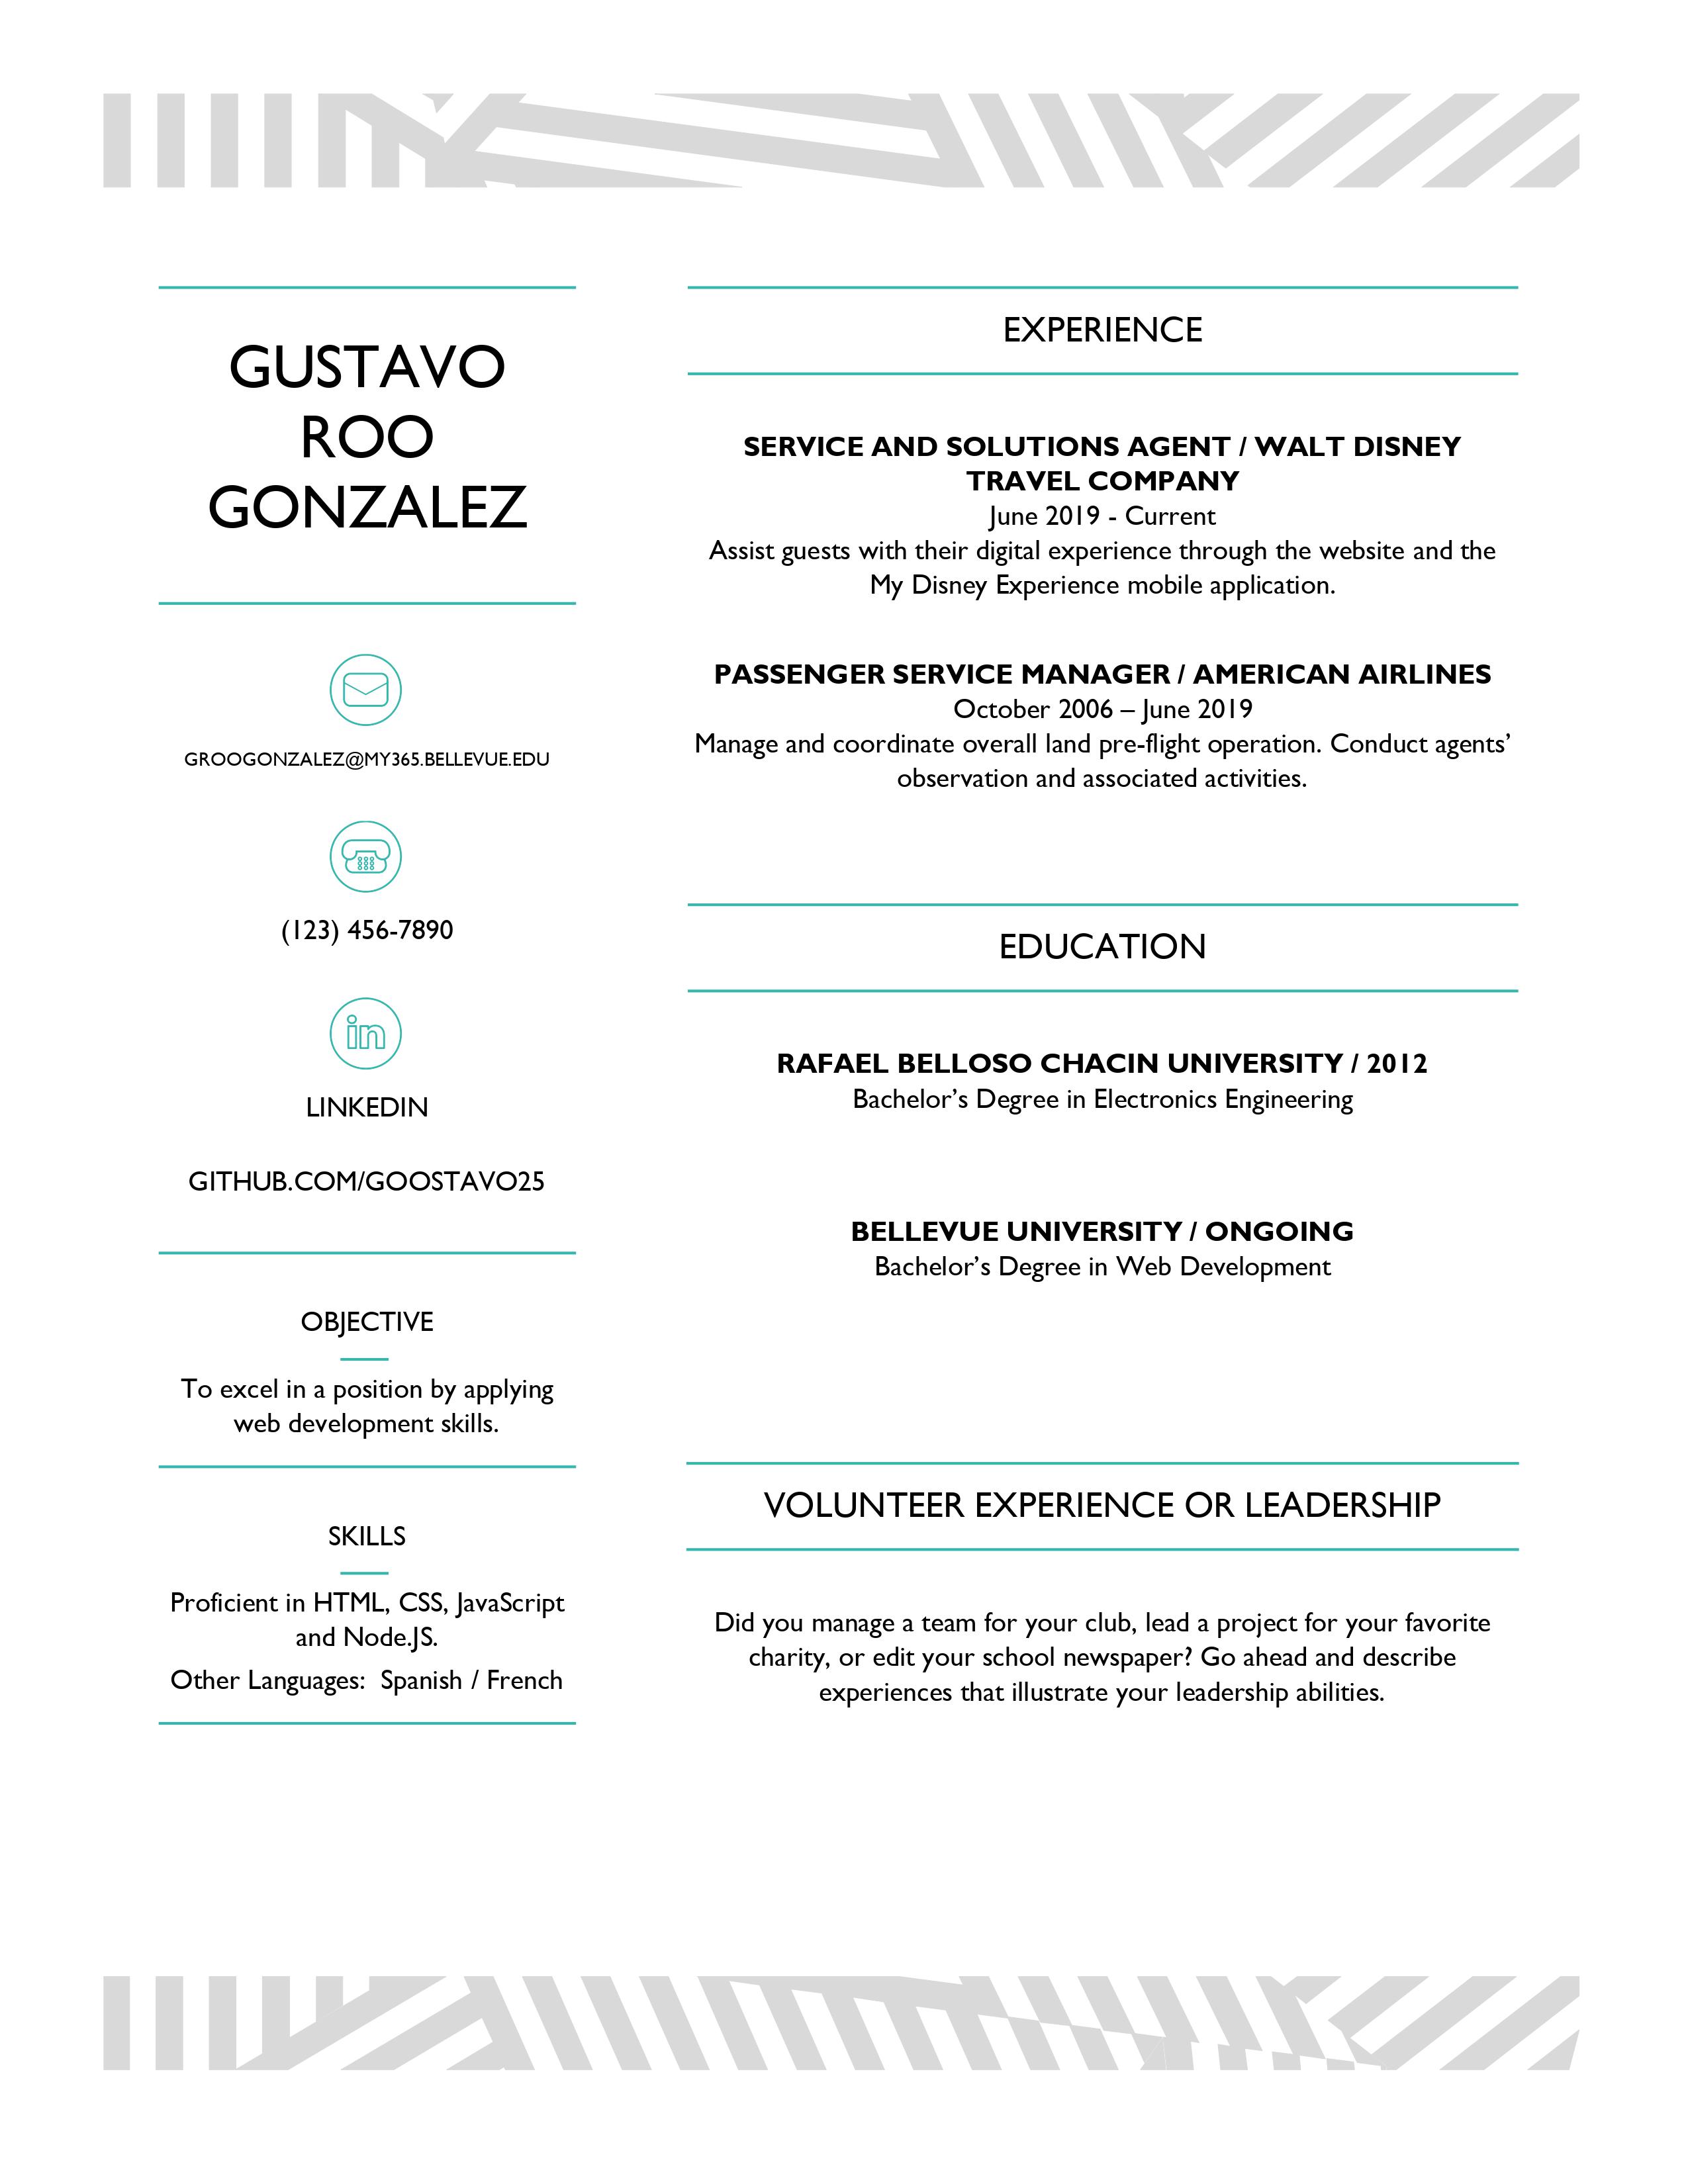 GUSTAVO
ROO
GONZALEZ
GROOGONZALEZ@MY365.BELLEVUE.EDU
(123) 456-7890
in
LINKEDIN
GITHUB.COM/GOOSTAVO25
OBJECTIVE
To excel in a position by applying
web development skills.
SKILLS
Proficient in HTML, CSS, JavaScript
and Node.JS.
Other Languages:  Spanish / French
EXPERIENCE
SERVICE AND SOLUTIONS AGENT / WALT DISNEY
TRAVEL COMPANY
June 2019 - Current
Assist guests with their digital experience through the website and the
My Disney Experience mobile application.
PASSENGER SERVICE MANAGER / AMERICAN AIRLINES
October 2006 – June 2019
Manage and coordinate overall land pre-flight operation. Conduct agents’
observation and associated activities.
EDUCATION
RAFAEL BELLOSO CHACIN UNIVERSITY / 2012
Bachelor’s Degree in Electronics Engineering
BELLEVUE UNIVERSITY / ONGOING
Bachelor’s Degree in Web Development
VOLUNTEER EXPERIENCE OR LEADERSHIP
Did you manage a team for your club, lead a project for your favorite
charity, or edit your school newspaper? Go ahead and describe
experiences that illustrate your leadership abilities.